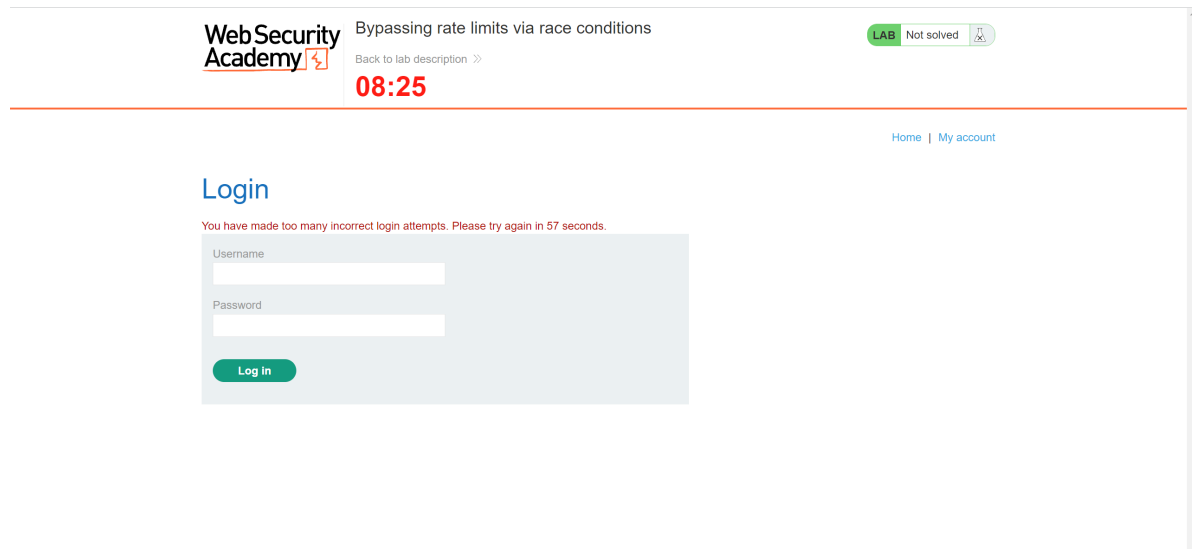 Web Security
Academy
Bypassing rate limits via race conditions
Back to lab description
08:25
LAB Not solved
Home | My account
Login
You have made too many incorrect login attempts. Please try again in 57 seconds.
Username
Password
Log in